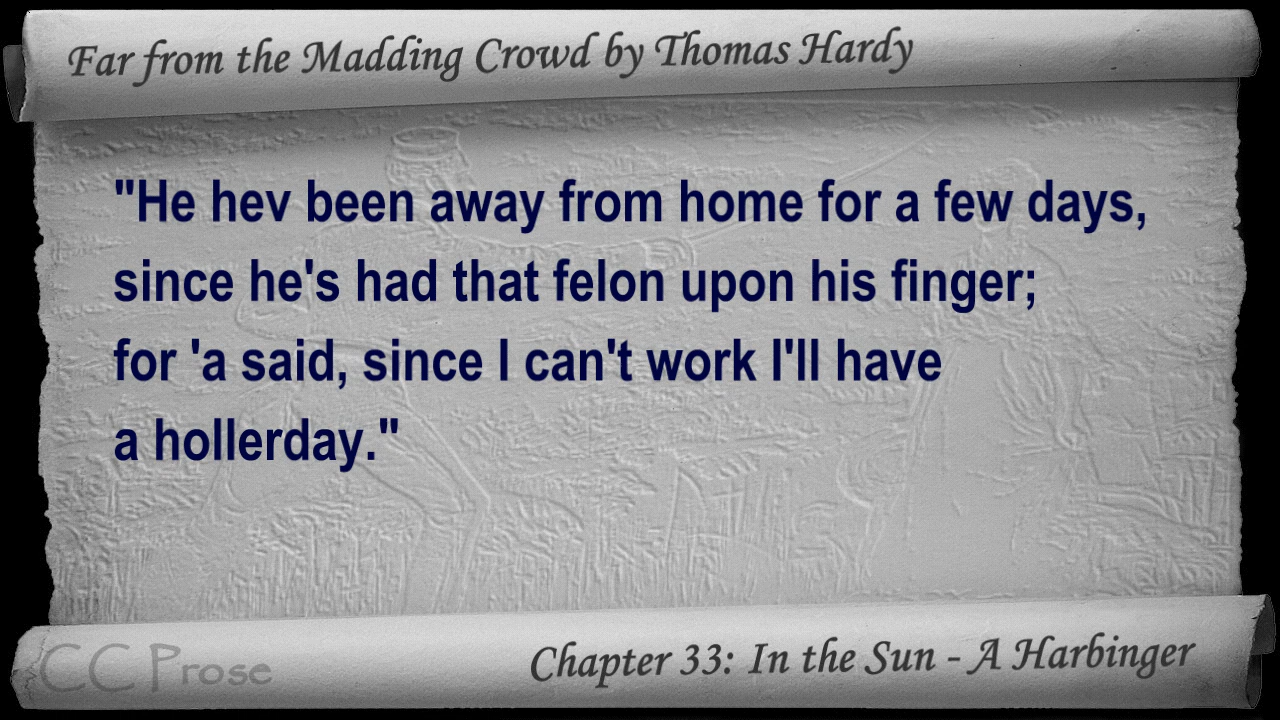 Far from the Madding Crowd by Thomas Hardy
"He hev been away from home for a few days,
since he's had that felon upon his finger;
for 'a said, since I can't work I'll have
a hollerday."
CC Prose
Chapter 33: In the Sun - A Harbinger